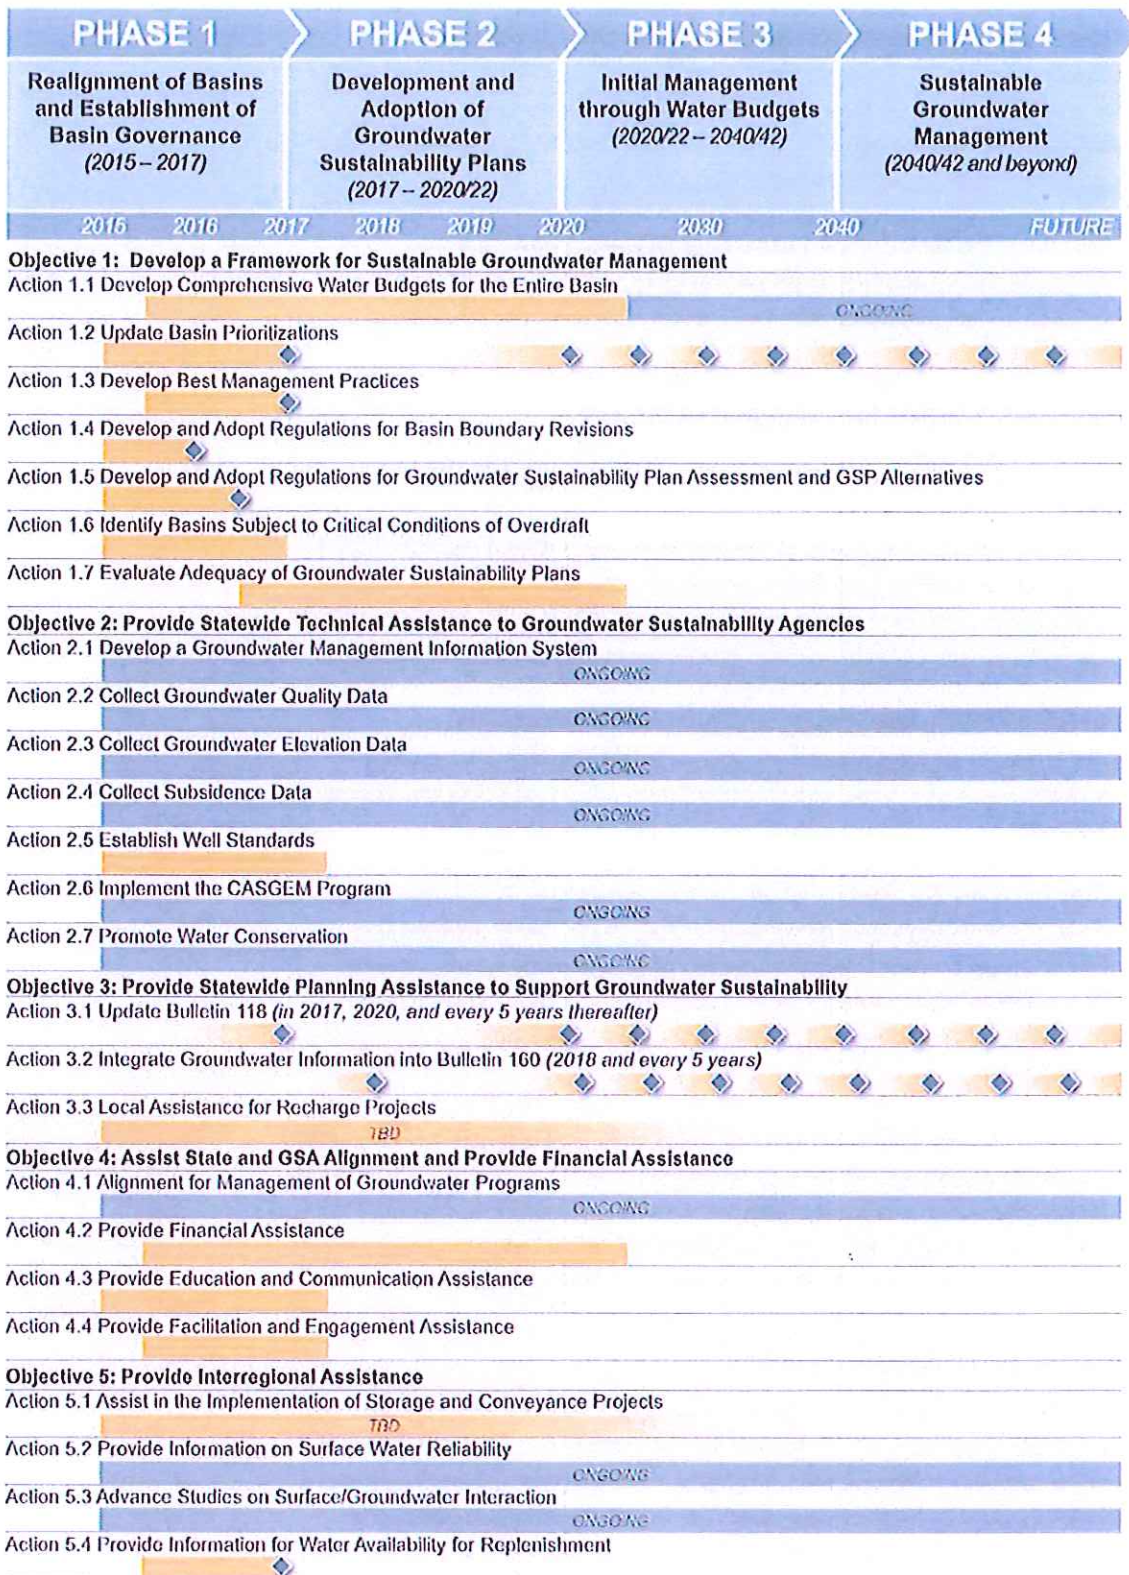 PHASE 1 PHASE 2 PHASE 3 PHASE 4
Realignment of Basins
and Establishment of
Basin Governance
(2015 – 2017)
Development and
Adoption of
Groundwater
Sustainability Plans
(2017 – 2020/22)
Initial Management
through Water Budgets
(2020/22 – 2040/42)
Sustainable
Groundwater
Management
(2040/42 and beyond)
2015 2016 2017 2018 2019 2020 2030 2040 FUTURE
Objective 1: Develop a Framework for Sustainable Groundwater Management
Action 1.1 Develop Comprehensive Water Budgets for the Entire Basin
ONGOING
Action 1.2 Update Basin Prioritizations
Action 1.3 Develop Best Management Practices
Action 1.4 Develop and Adopt Regulations for Basin Boundary Revisions
Action 1.5 Develop and Adopt Regulations for Groundwater Sustainability Plan Assessment and GSP Alternatives
Action 1.6 Identify Basins Subject to Critical Conditions of Overdraft
Action 1.7 Evaluate Adequacy of Groundwater Sustainability Plans
Objective 2: Provide Statewide Technical Assistance to Groundwater Sustainability Agencies
Action 2.1 Develop a Groundwater Management Information System
ONGOING
Action 2.2 Collect Groundwater Quality Data
ONGOING
Action 2.3 Collect Groundwater Elevation Data
ONGOING
Action 2.4 Collect Subsidence Data
ONGOING
Action 2.5 Establish Well Standards
Action 2.6 Implement the CASGEM Program
ONGOING
Action 2.7 Promote Water Conservation
ONGOING
Objective 3: Provide Statewide Planning Assistance to Support Groundwater Sustainability
Action 3.1 Update Bulletin 118 (in 2017, 2020, and every 5 years thereafter)
Action 3.2 Integrate Groundwater Information into Bulletin 160 (2018 and every 5 years)
Action 3.3 Local Assistance for Recharge Projects
TBD
Objective 4: Assist State and GSA Alignment and Provide Financial Assistance
Action 4.1 Alignment for Management of Groundwater Programs
ONGOING
Action 4.2 Provide Financial Assistance
Action 4.3 Provide Education and Communication Assistance
Action 4.4 Provide Facilitation and Engagement Assistance
Objective 5: Provide Interregional Assistance
Action 5.1 Assist in the Implementation of Storage and Conveyance Projects
TBD
Action 5.2 Provide Information on Surface Water Reliability
ONGOING
Action 5.3 Advance Studies on Surface/Groundwater Interaction
ONGOING
Action 5.4 Provide Information for Water Availability for Replenishment